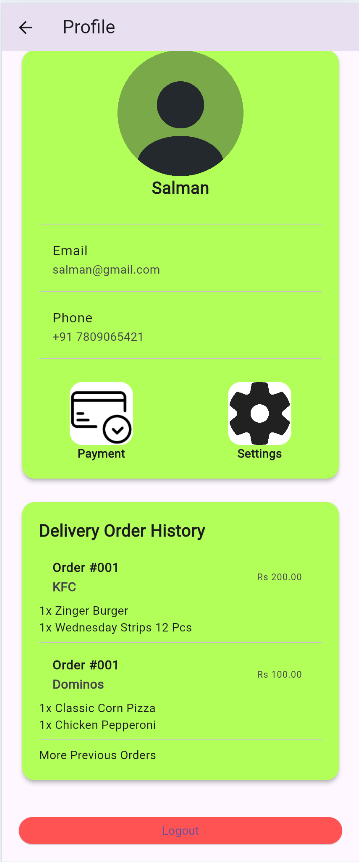 Profile
Salman
Email
salman@gmail.com
Phone
+91 7809065421
Payment
Settings
Delivery Order History
Order #001
KFC
Rs 200.00
1x Zinger Burger
1x Wednesday Strips 12 Pcs
Order #001
Dominos
Rs 100.00
1x Classic Corn Pizza
1x Chicken Pepperoni
More Previous Orders
Logout